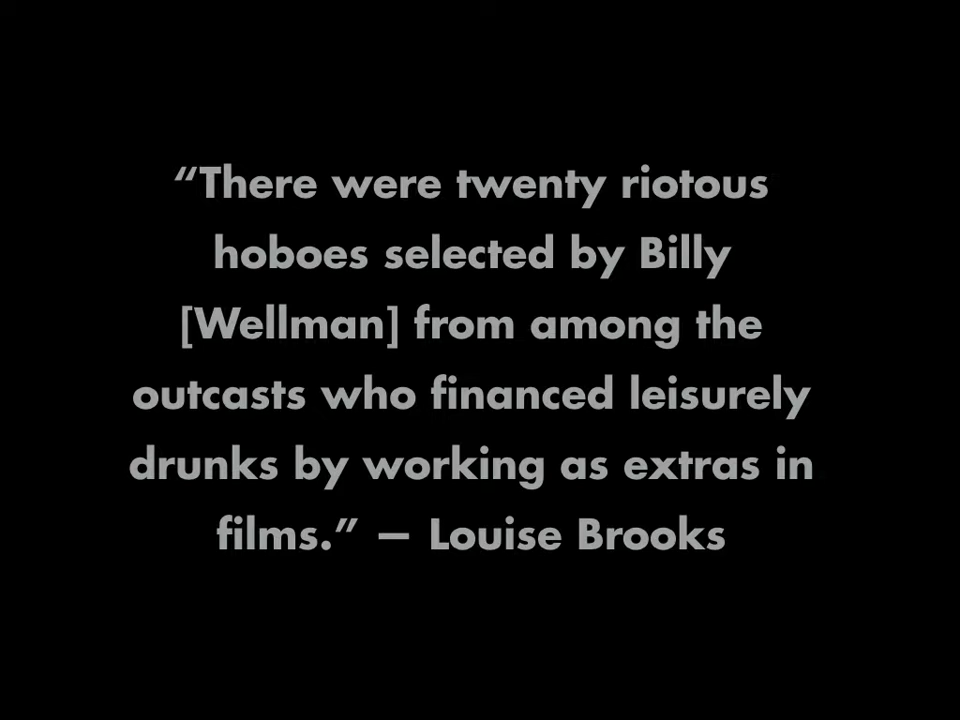 “There were twenty riotous
hoboes selected by Billy
[Wellman] from among the
outcasts who financed leisurely
drunks by working as extras in
films.” — Louise Brooks